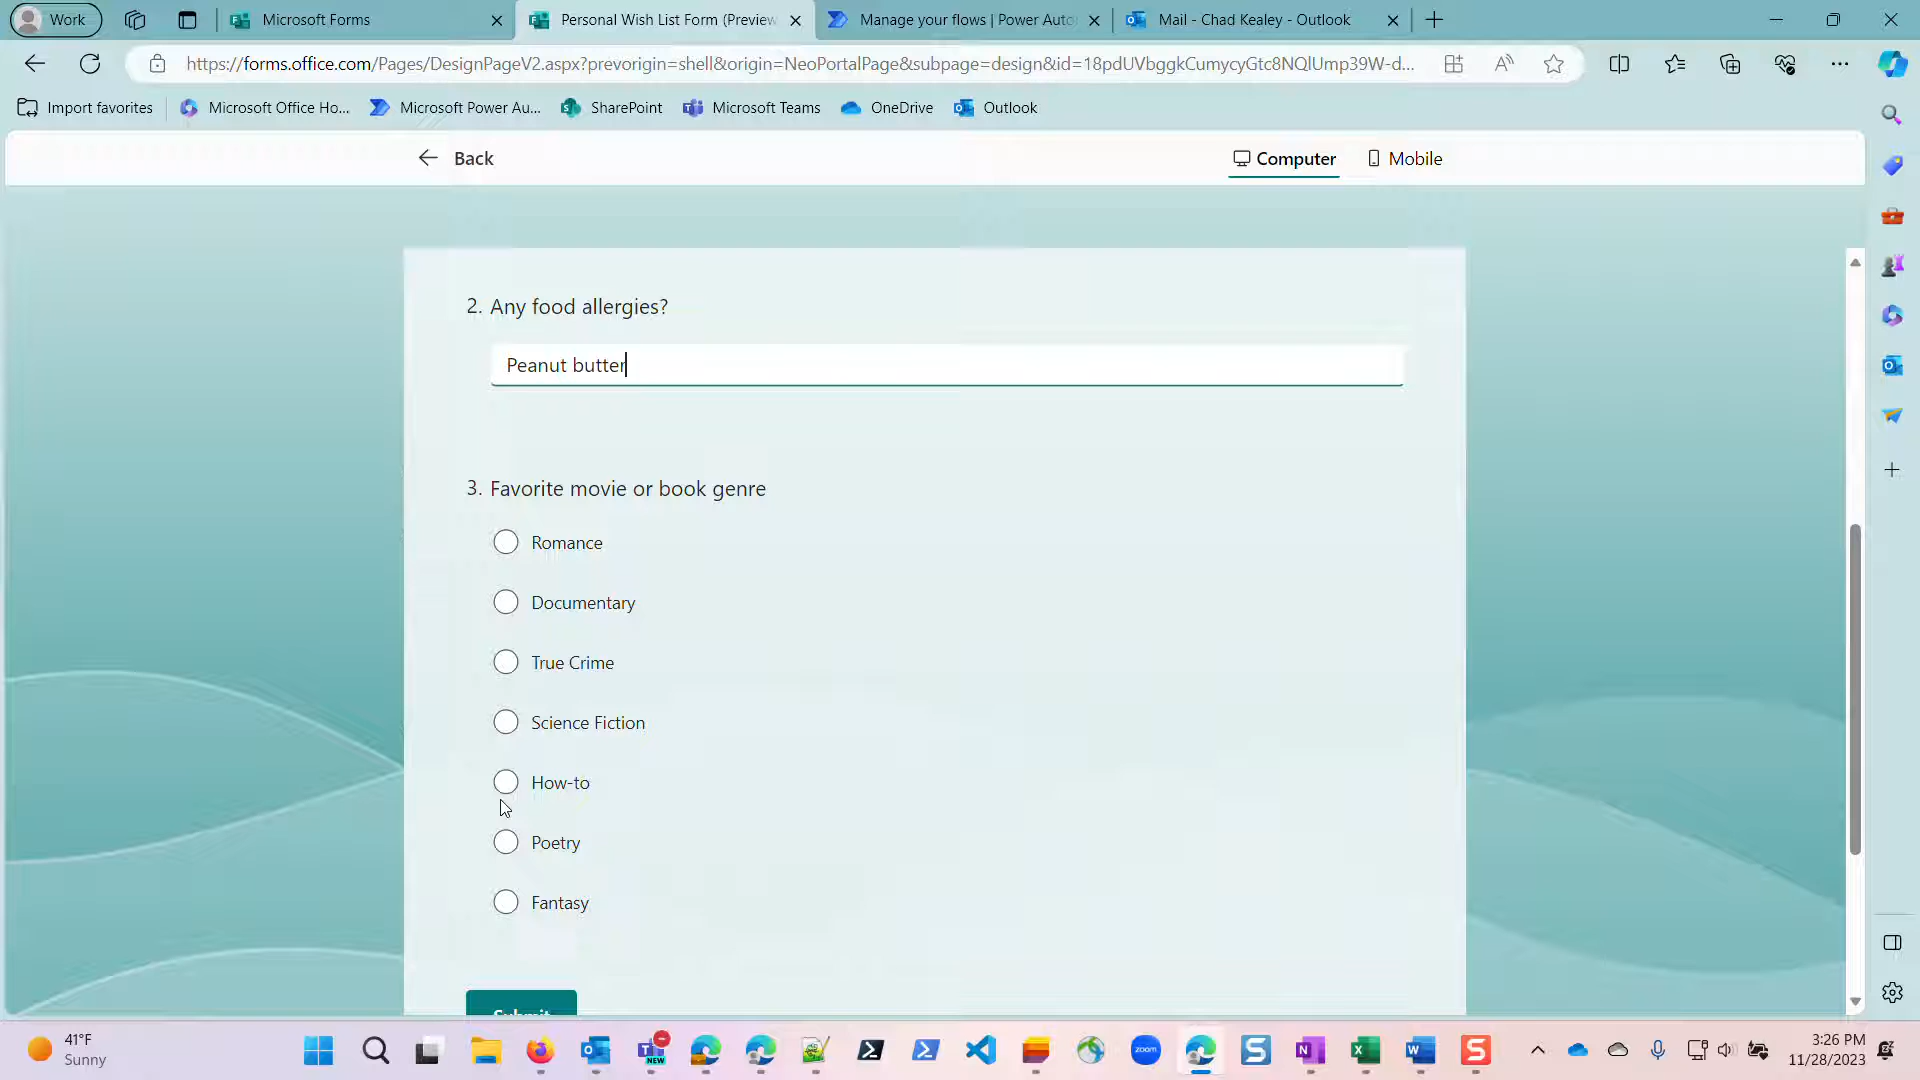 Work
Microsoft Forms
Personal Wish List Form (Preview
Manage your flows | Power Auto
Mail - Chad Kealey - Outlook
https://forms.office.com/Pages/DesignPageV2.aspx?prevorigin=shell&origin=NeoPortalPage&subpage=design&id=18pdUVbggkCumycyGtc8NQlUmp39W-d...
Import favorites
Microsoft Office Ho...
Microsoft Power Au...
SharePoint
Microsoft Teams
OneDrive
Outlook
Back
Computer
Mobile
2. Any food allergies?
Peanut butter
3. Favorite movie or book genre
Romance
Documentary
True Crime
Science Fiction
How-to
Poetry
Fantasy
Submit
41°F
Sunny
NEW
zoom
3:26 PM
11/28/2023